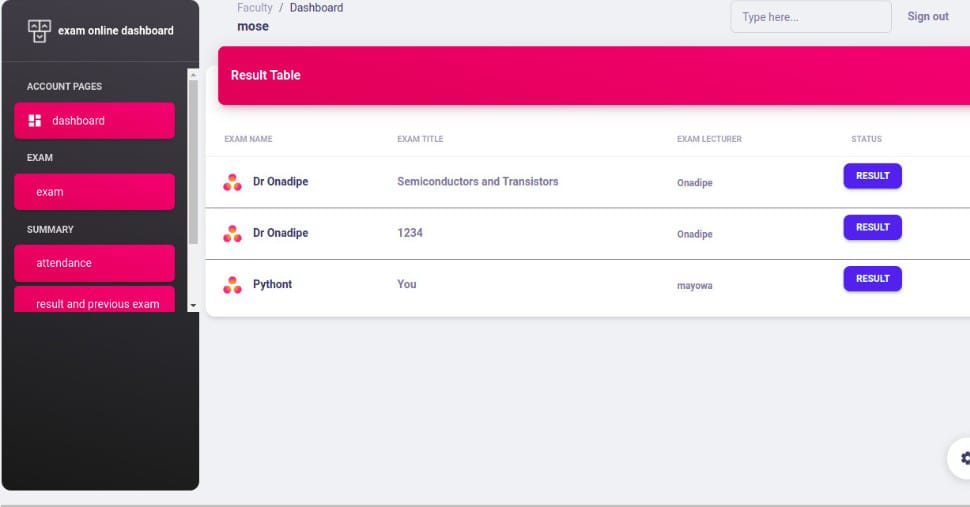 exam online dashboard
ACCOUNT PAGES
dashboard
EXAM
exam
SUMMARY
attendance
result and previous exam
Faculty / Dashboard
mose
Type here...
Sign out
Result Table
EXAM NAME EXAM TITLE EXAM LECTURER STATUS
Dr Onadipe Semiconductors and Transistors Onadipe RESULT
Dr Onadipe 1234 Onadipe RESULT
Pythont You mayowa RESULT